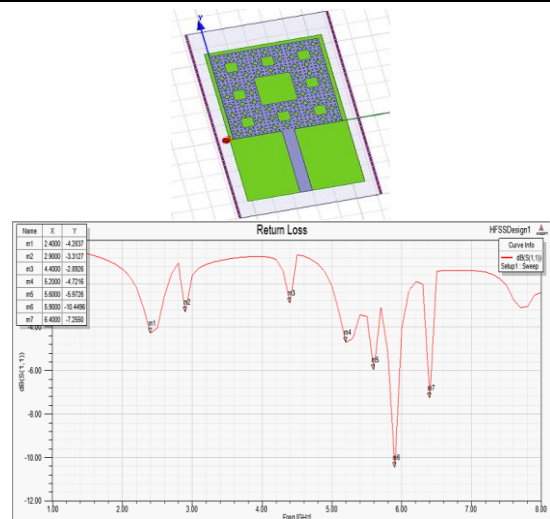 Y
Return Loss
HFSSDesign1
Name X Y
m1 2.4000 -4.2837
m2 2.9000 -3.3127
m3 4.4000 -2.8926
m4 5.2000 -4.7216
m5 5.6000 -5.9726
m6 5.9000 -10.4496
m7 6.4000 -7.2550
Curve Info
dB(S(1,1))
Setup1 : Sweep
m1
m2
m3
m4
m5
m6
m7
dB(S(1,1))
-4.00
-6.00
-8.00
-10.00
-12.00
1.00 2.00 3.00 4.00 5.00 6.00 7.00 8.00
Freq [GHz]